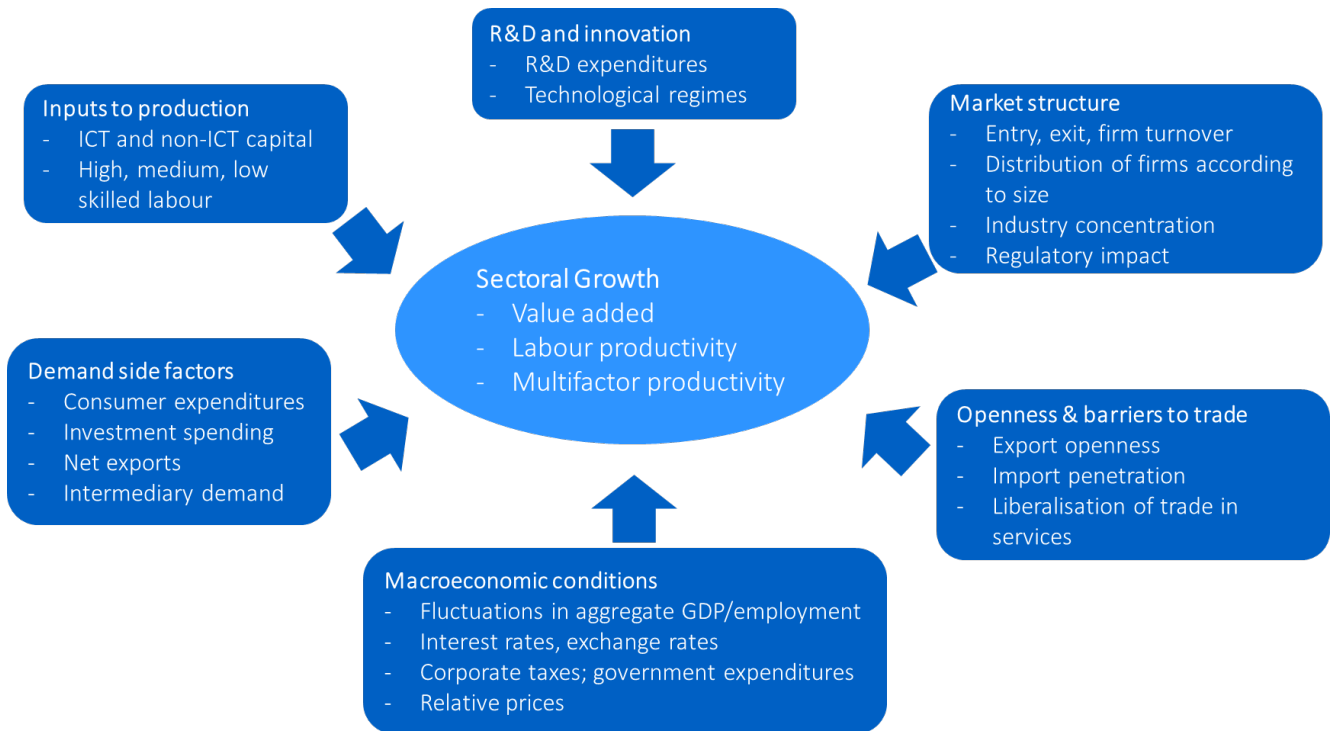 R&D and innovation
- R&D expenditures
- Technological regimes
Inputs to production
- ICT and non-ICT capital
- High, medium, low
skilled labour
Market structure
- Entry, exit, firm turnover
- Distribution of firms according
to size
- Industry concentration
- Regulatory impact
Sectoral Growth
- Value added
- Labour productivity
- Multifactor productivity
Demand side factors
- Consumer expenditures
- Investment spending
- Net exports
- Intermediary demand
Openness & barriers to trade
- Export openness
- Import penetration
- Liberalisation of trade in
services
Macroeconomic conditions
- Fluctuations in aggregate GDP/employment
- Interest rates, exchange rates
- Corporate taxes; government expenditures
- Relative prices